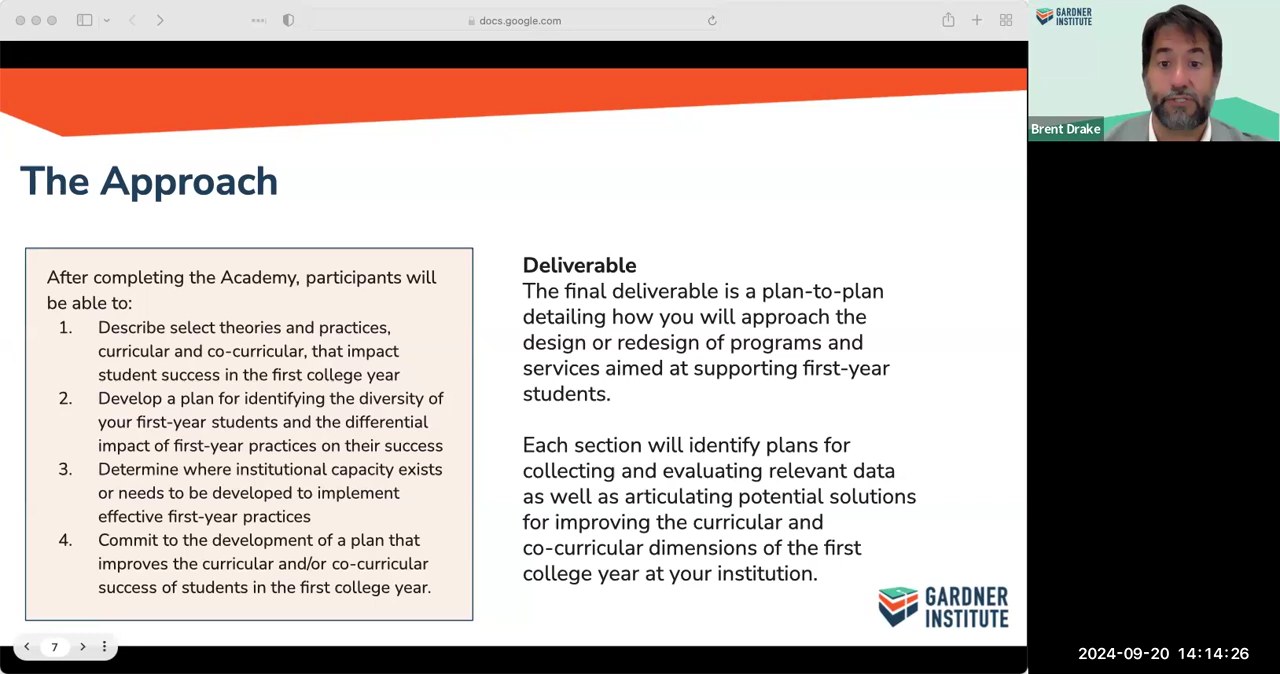 docs.google.com
GARDNER
INSTITUTE
Brent Drake
The Approach
After completing the Academy, participants will
be able to:
1. Describe select theories and practices,
curricular and co-curricular, that impact
student success in the first college year
2. Develop a plan for identifying the diversity of
your first-year students and the differential
impact of first-year practices on their success
3. Determine where institutional capacity exists
or needs to be developed to implement
effective first-year practices
4. Commit to the development of a plan that
improves the curricular and/or co-curricular
success of students in the first college year.
Deliverable
The final deliverable is a plan-to-plan
detailing how you will approach the
design or redesign of programs and
services aimed at supporting first-year
students.
Each section will identify plans for
collecting and evaluating relevant data
as well as articulating potential solutions
for improving the curricular and
co-curricular dimensions of the first
college year at your institution.
GARDNER
INSTITUTE
7
2024-09-20 14:14:26